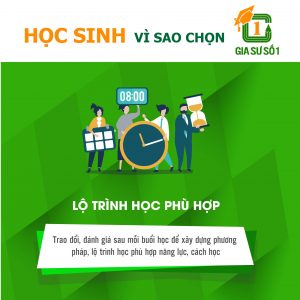 HỌC SINH VÌ SAO CHỌN
1
GIA SƯ SỐ 1
08:00
LỘ TRÌNH HỌC PHÙ HỢP
Trao đổi, đánh giá sau mỗi buổi học để xây dựng phương
pháp, lộ trình học phù hợp năng lực, cách học